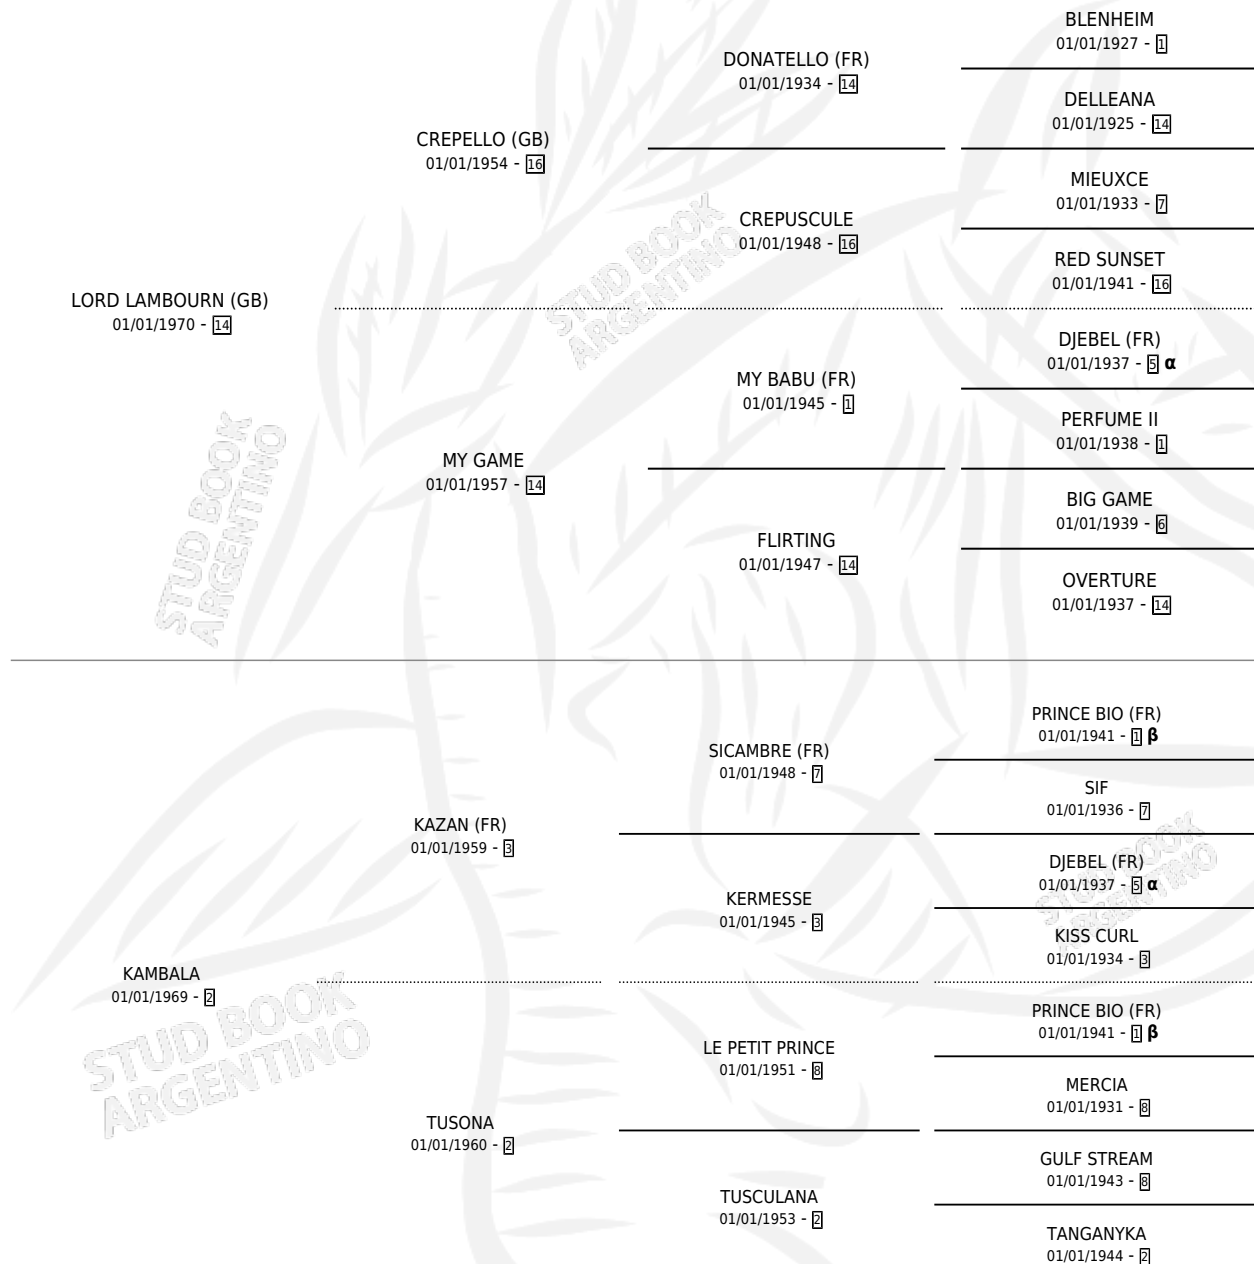 BLENHEIM
01/01/1927 - 1
DONATELLO (FR)
01/01/1934 - 14
DELLEANA
01/01/1925 - 14
CREPELLO (GB)
01/01/1954 - 16
MIEUXCE
01/01/1933 - 7
CREPUSCULE
01/01/1948 - 16
RED SUNSET
01/01/1941 - 16
LORD LAMBOURN (GB)
01/01/1970 - 14
DJEBEL (FR)
01/01/1937 - 5 α
MY BABU (FR)
01/01/1945 - 1
PERFUME II
01/01/1938 - 1
MY GAME
01/01/1957 - 14
BIG GAME
01/01/1939 - 6
FLIRTING
01/01/1947 - 14
OVERTURE
01/01/1937 - 14
PRINCE BIO (FR)
01/01/1941 - 1 β
SICAMBRE (FR)
01/01/1948 - 7
SIF
01/01/1936 - 7
KAZAN (FR)
01/01/1959 - 3
DJEBEL (FR)
01/01/1937 - 5 α
KERMESSE
01/01/1945 - 3
KISS CURL
01/01/1934 - 3
KAMBALA
01/01/1969 - 2
PRINCE BIO (FR)
01/01/1941 - 1 β
LE PETIT PRINCE
01/01/1951 - 8
MERCIA
01/01/1931 - 8
TUSONA
01/01/1960 - 2
GULF STREAM
01/01/1943 - 8
TUSCULANA
01/01/1953 - 2
TANGANYKA
01/01/1944 - 2
STUD BOOK
ARGENTINO
STUD BOOK
ARGENTINO
STUD BOOK
ARGENTINO
STUD BOOK
ARGENTINO